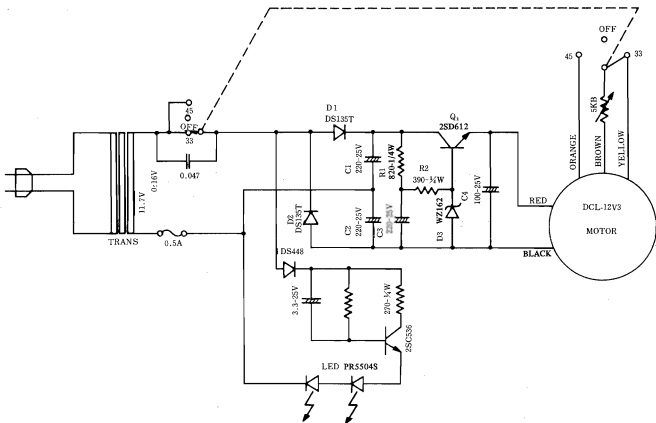 OFF
45
33
45
OFF
33
D1
DS135T
Q₁
2SD612
5KB
0.047
C1
220-25V
R1
820-1/4W
R2
390-¼W
ORANGE
BROWN
YELLOW
0.16V
11.7V
TRANS
0.5A
D2
DS135T
C2
220-25V
C3
220-25V
D3
WZ162
C4
100-25V
RED
BLACK
DCL-12V3
MOTOR
DS448
3.3-25V
270-¼W
2SC536
LED PR5504S